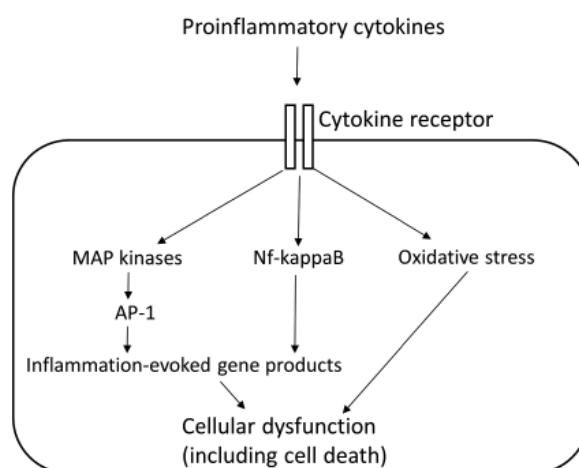 Proinflammatory cytokines
Cytokine receptor
MAP kinases
Nf-kappaB
Oxidative stress
AP-1
Inflammation-evoked gene products
Cellular dysfunction
(including cell death)